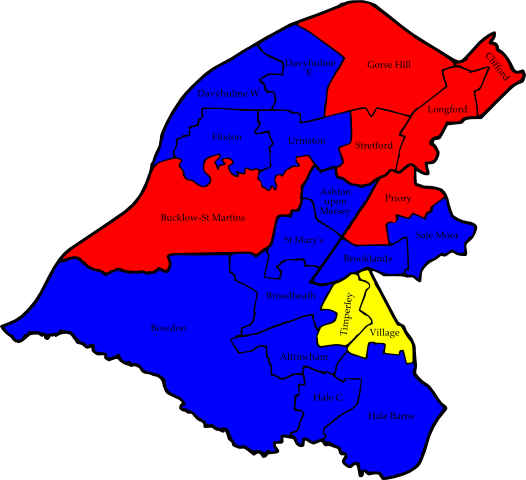 Clifford
Gorse Hill
Davyhulme
E.
Davyhulme W.
Longford
Flixton
Urmston
Stretford
Ashton
upon
Mersey
Priory
Bucklow-St Martins
Sale Moor
St Mary's
Brooklands
Broadheath
Timperley
Bowdon
Village
Altrincham
Hale C.
Hale Barns